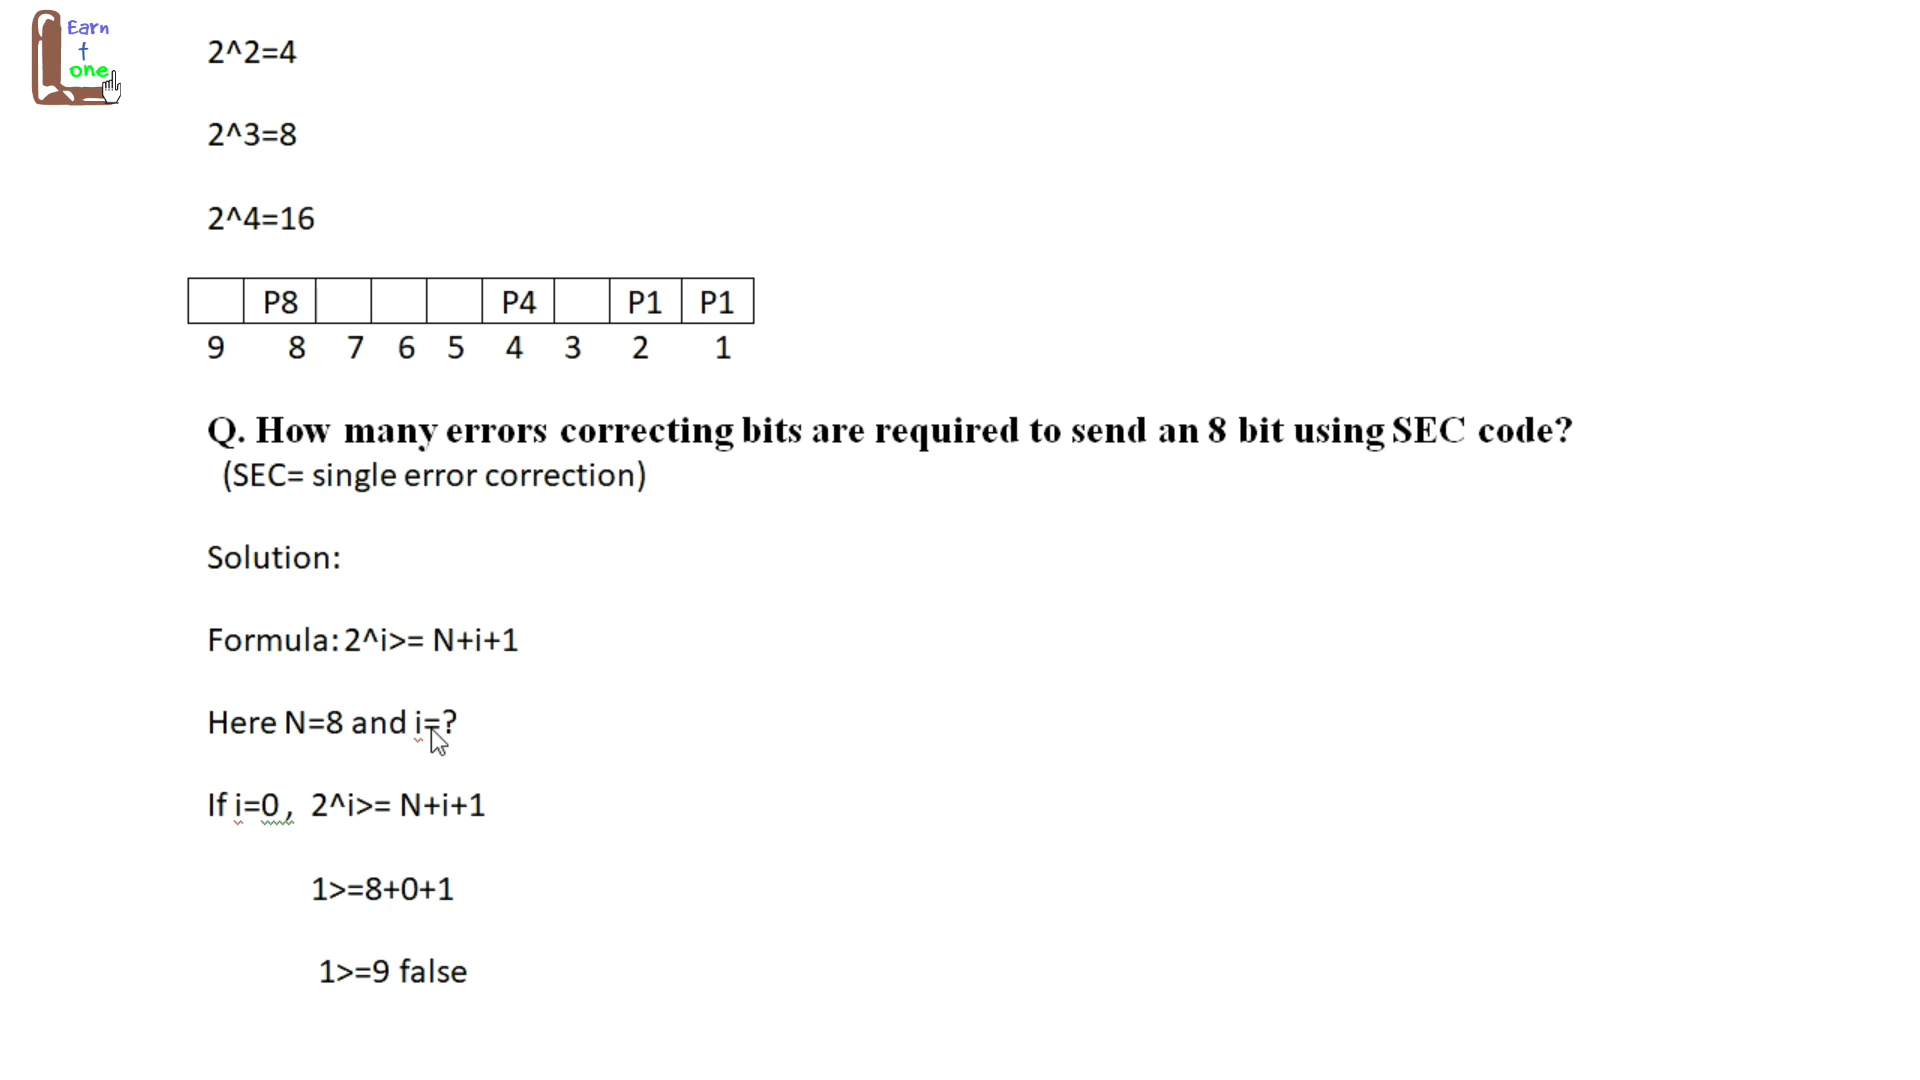 Earn
t
one
2^2=4
2^3=8
2^4=16
P8 P4 P1 P1
9 8 7 6 5 4 3 2 1
Q. How many errors correcting bits are required to send an 8 bit using SEC code?
(SEC= single error correction)
Solution:
Formula: 2^i>= N+i+1
Here N=8 and i=?
If i=0 , 2^i>= N+i+1
1>=8+0+1
1>=9 false